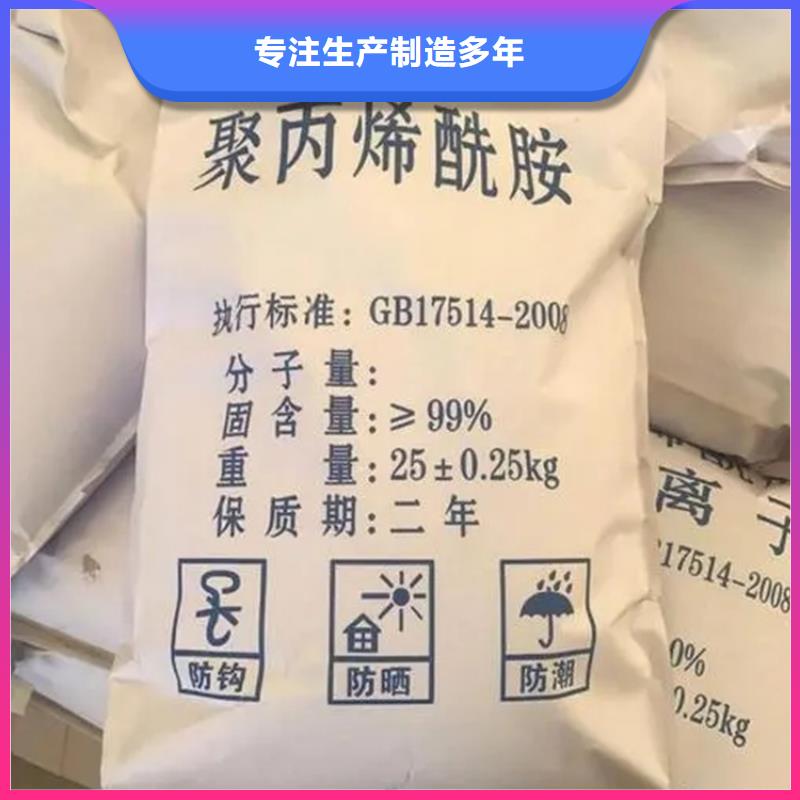 专注生产制造多年
聚丙烯酰胺
执行标准：GB17514-2008
分子量：
固含量：≥99%
重量：25±0.25kg
保质期：二年
防钩
防晒
防潮
离子
17514-2008
0%
0.25kg